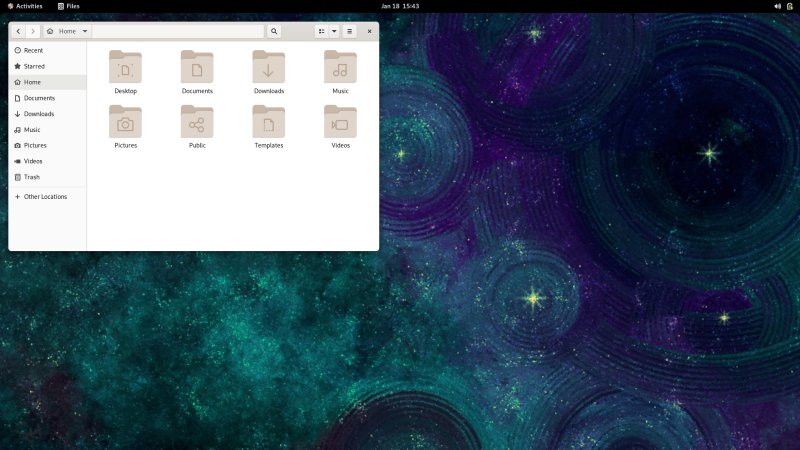 Activities Files Jan 18 15:43
Home
Recent
Starred
Home
Documents
Downloads
Music
Pictures
Videos
Trash
Other Locations
Desktop Documents Downloads Music
Pictures Public Templates Videos